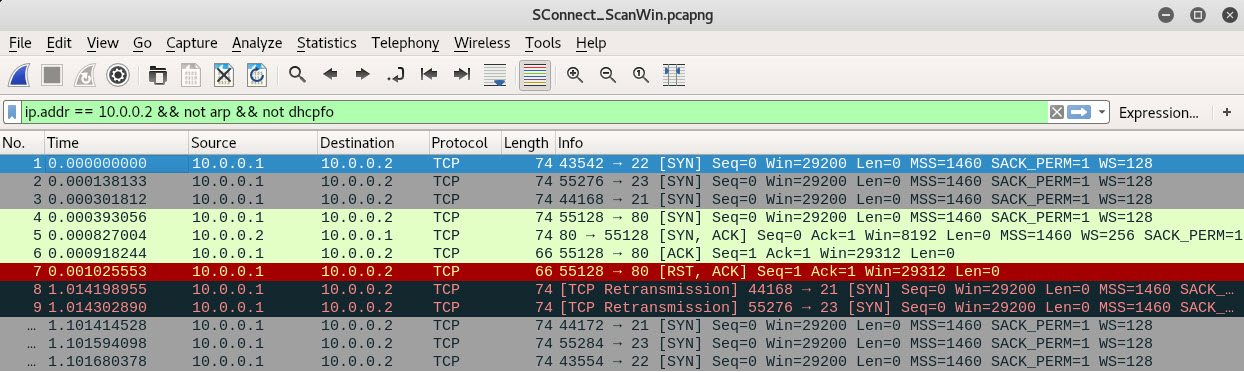 SConnect_ScanWin.pcapng
File Edit View Go Capture Analyze Statistics Telephony Wireless Tools Help
ip.addr == 10.0.0.2 && not arp && not dhcpfo Expression... +
No. Time Source Destination Protocol Length Info
1 0.000000000 10.0.0.1 10.0.0.2 TCP 74 43542 → 22 [SYN] Seq=0 Win=29200 Len=0 MSS=1460 SACK_PERM=1 WS=128
2 0.000138133 10.0.0.1 10.0.0.2 TCP 74 55276 → 23 [SYN] Seq=0 Win=29200 Len=0 MSS=1460 SACK_PERM=1 WS=128
3 0.000301812 10.0.0.1 10.0.0.2 TCP 74 44168 → 21 [SYN] Seq=0 Win=29200 Len=0 MSS=1460 SACK_PERM=1 WS=128
4 0.000393056 10.0.0.1 10.0.0.2 TCP 74 55128 → 80 [SYN] Seq=0 Win=29200 Len=0 MSS=1460 SACK_PERM=1 WS=128
5 0.000827004 10.0.0.2 10.0.0.1 TCP 74 80 → 55128 [SYN, ACK] Seq=0 Ack=1 Win=8192 Len=0 MSS=1460 WS=256 SACK_PERM=1
6 0.000918244 10.0.0.1 10.0.0.2 TCP 66 55128 → 80 [ACK] Seq=1 Ack=1 Win=29312 Len=0
7 0.001025553 10.0.0.1 10.0.0.2 TCP 66 55128 → 80 [RST, ACK] Seq=1 Ack=1 Win=29312 Len=0
8 1.014198955 10.0.0.1 10.0.0.2 TCP 74 [TCP Retransmission] 44168 → 21 [SYN] Seq=0 Win=29200 Len=0 MSS=1460 SACK_…
9 1.014302890 10.0.0.1 10.0.0.2 TCP 74 [TCP Retransmission] 55276 → 23 [SYN] Seq=0 Win=29200 Len=0 MSS=1460 SACK_…
… 1.101414528 10.0.0.1 10.0.0.2 TCP 74 44172 → 21 [SYN] Seq=0 Win=29200 Len=0 MSS=1460 SACK_PERM=1 WS=128
… 1.101594098 10.0.0.1 10.0.0.2 TCP 74 55284 → 23 [SYN] Seq=0 Win=29200 Len=0 MSS=1460 SACK_PERM=1 WS=128
… 1.101680378 10.0.0.1 10.0.0.2 TCP 74 43554 → 22 [SYN] Seq=0 Win=29200 Len=0 MSS=1460 SACK_PERM=1 WS=128